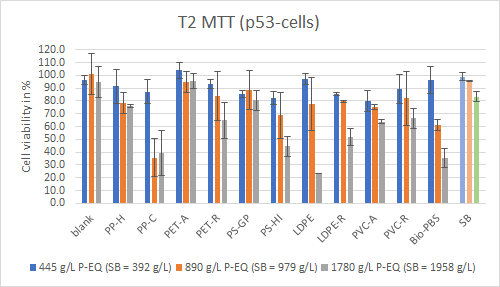 T2 MTT (p53-cells)
Cell viability in %
120.0
110.0
100.0
90.0
80.0
70.0
60.0
50.0
40.0
30.0
20.0
10.0
0.0
blank
PP-H
PP-C
PET-A
PET-R
PS-GP
PS-HI
LDPE
LDPE-R
PVC-A
PVC-R
Bio-PBS
SB
445 g/L P-EQ (SB = 392 g/L) 890 g/L P-EQ (SB = 979 g/L) 1780 g/L P-EQ (SB = 1958 g/L)